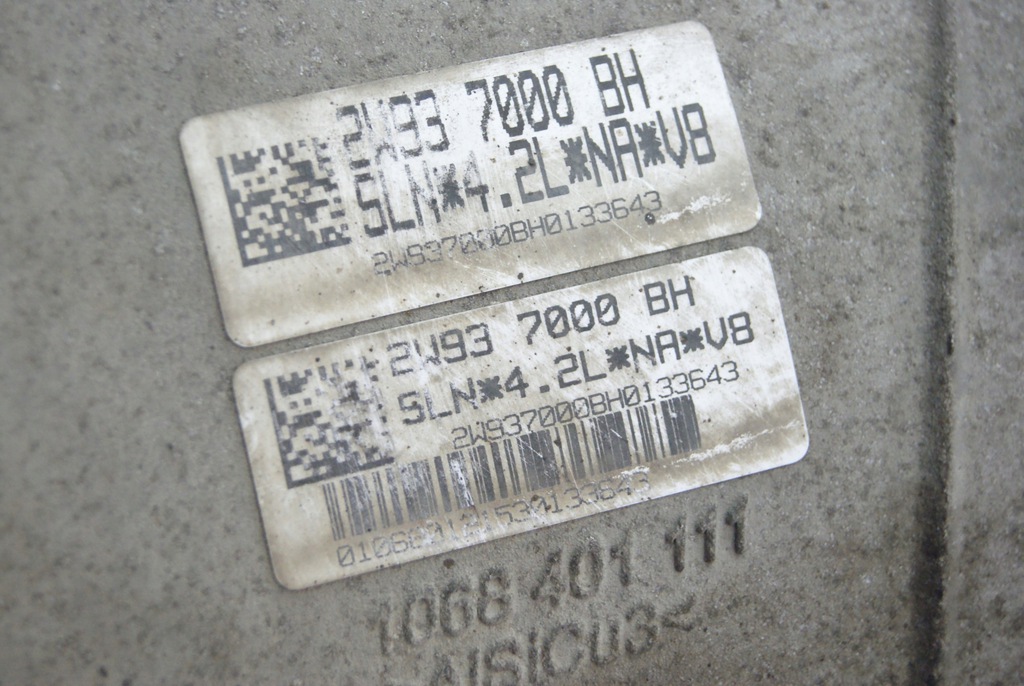 2W93 7000 BH
5LN*4.2L*NA*V8
2W937000BH0133643
2W93 7000 BH
5LN*4.2L*NA*V8
2W937000BH0133643
1068 401 111
AlSiCu3<